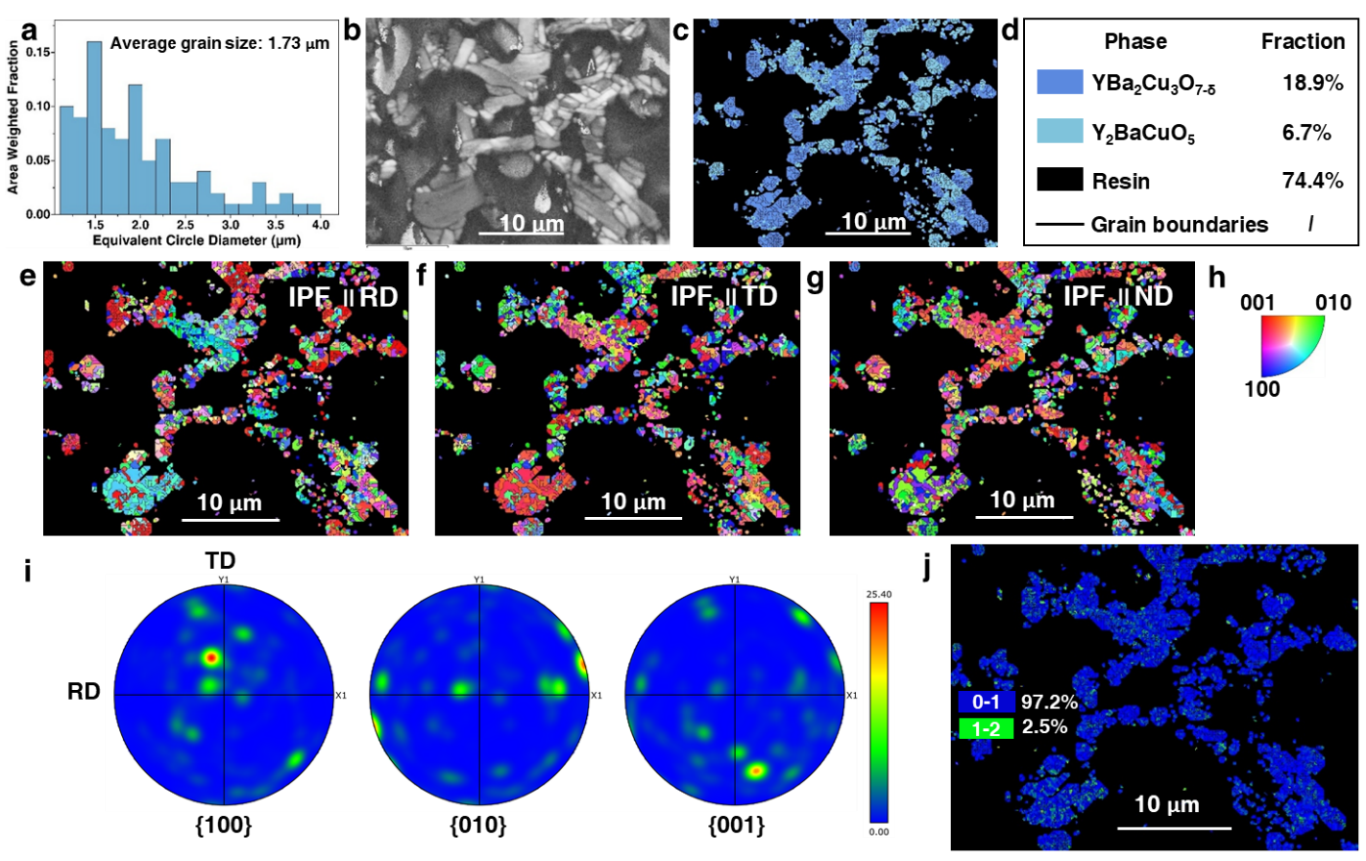 a
Average grain size: 1.73 μm
Area Weighted Fraction
0.15
0.10
0.05
0.00
1.5 2.0 2.5 3.0 3.5 4.0
Equivalent Circle Diameter (μm)
b
10 μm
c
10 μm
d
Phase Fraction
YBa₂Cu₃O₇₋δ 18.9%
Y₂BaCuO₅ 6.7%
Resin 74.4%
Grain boundaries /
e
IPF || RD
10 μm
f
IPF || TD
10 μm
g
IPF || ND
10 μm
h
001 010
100
i
TD
RD
Y1
X1
{100}
Y1
X1
{010}
Y1
X1
{001}
25.40
0.00
j
0-1 97.2%
1-2 2.5%
10 μm